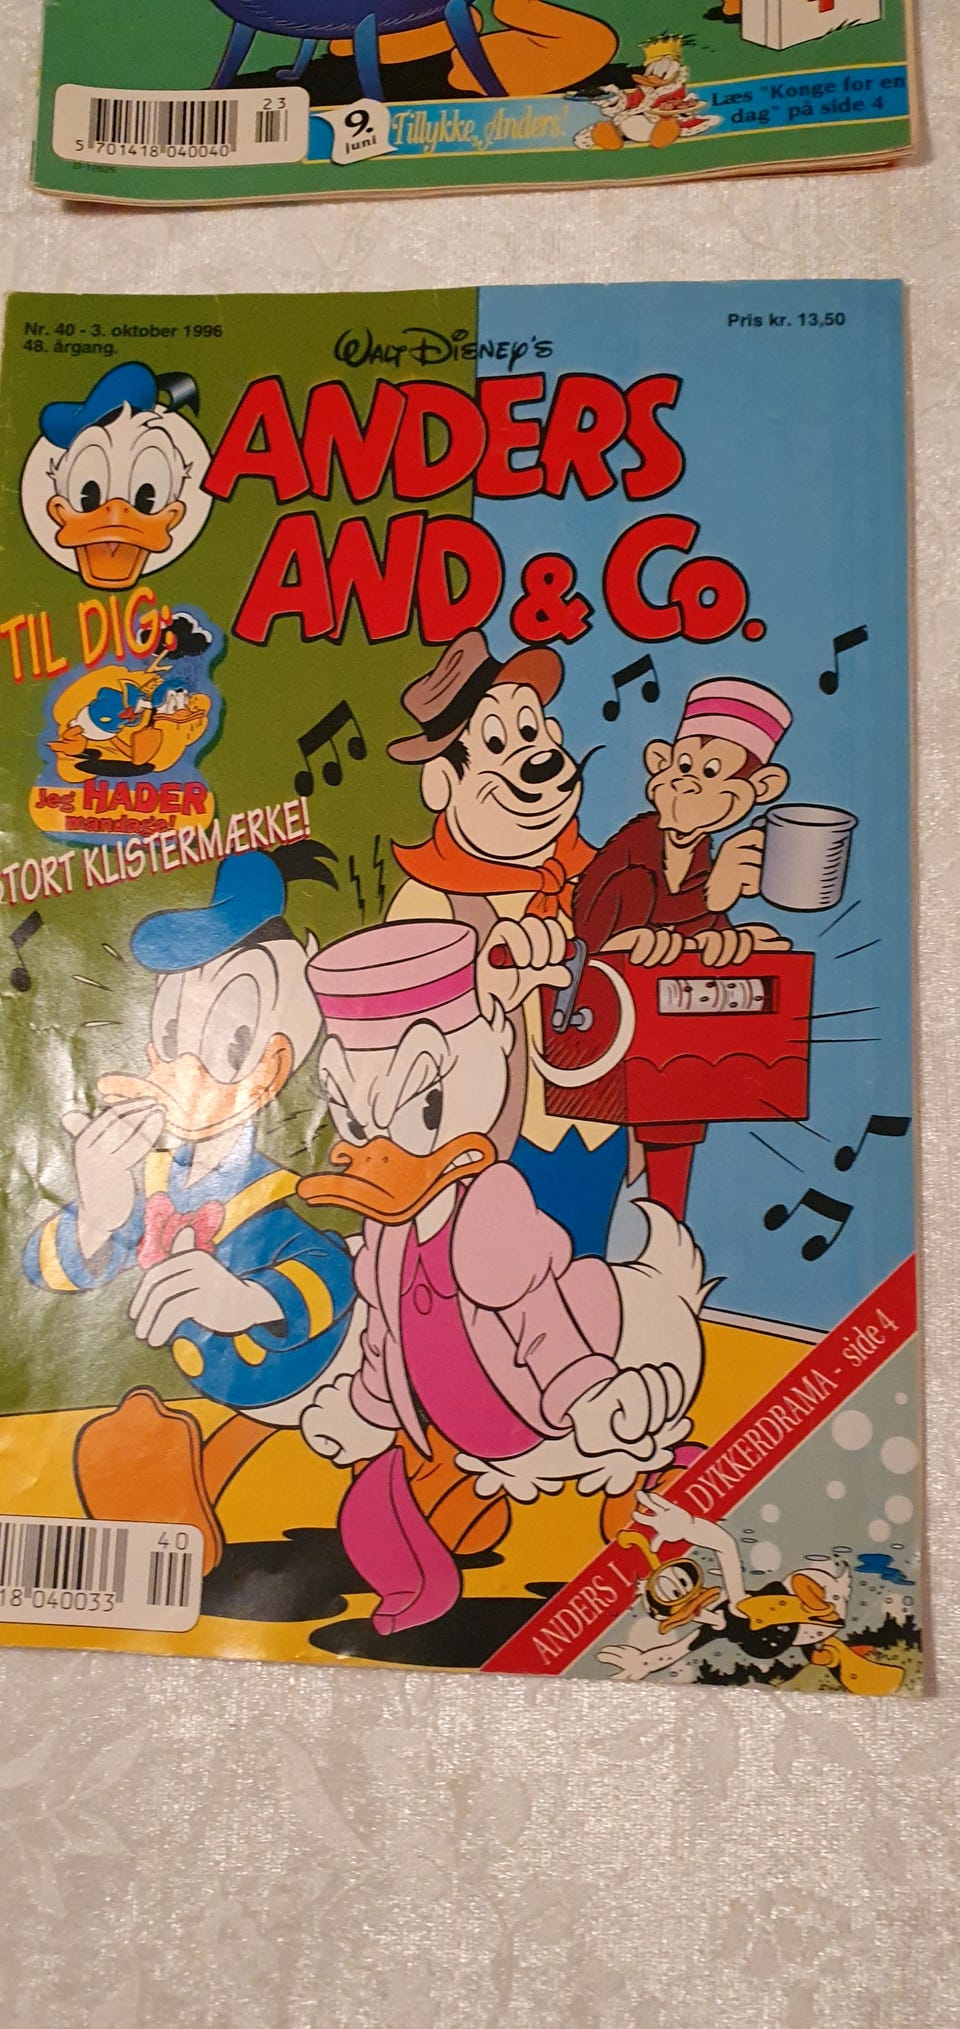 23
5 701418 040040
9.
juni
Tillykke, Anders!
Læs "Konge for en
dag" på side 4
Nr. 40 - 3. oktober 1996
48. årgang.
Pris kr. 13,50
WALT DISNEY'S
ANDERS
AND & Co.
TIL DIG:
Jeg HADER
mandage!
STORT KLISTERMÆRKE!
40
18 040033
ANDERS I DYKKERDRAMA - side 4